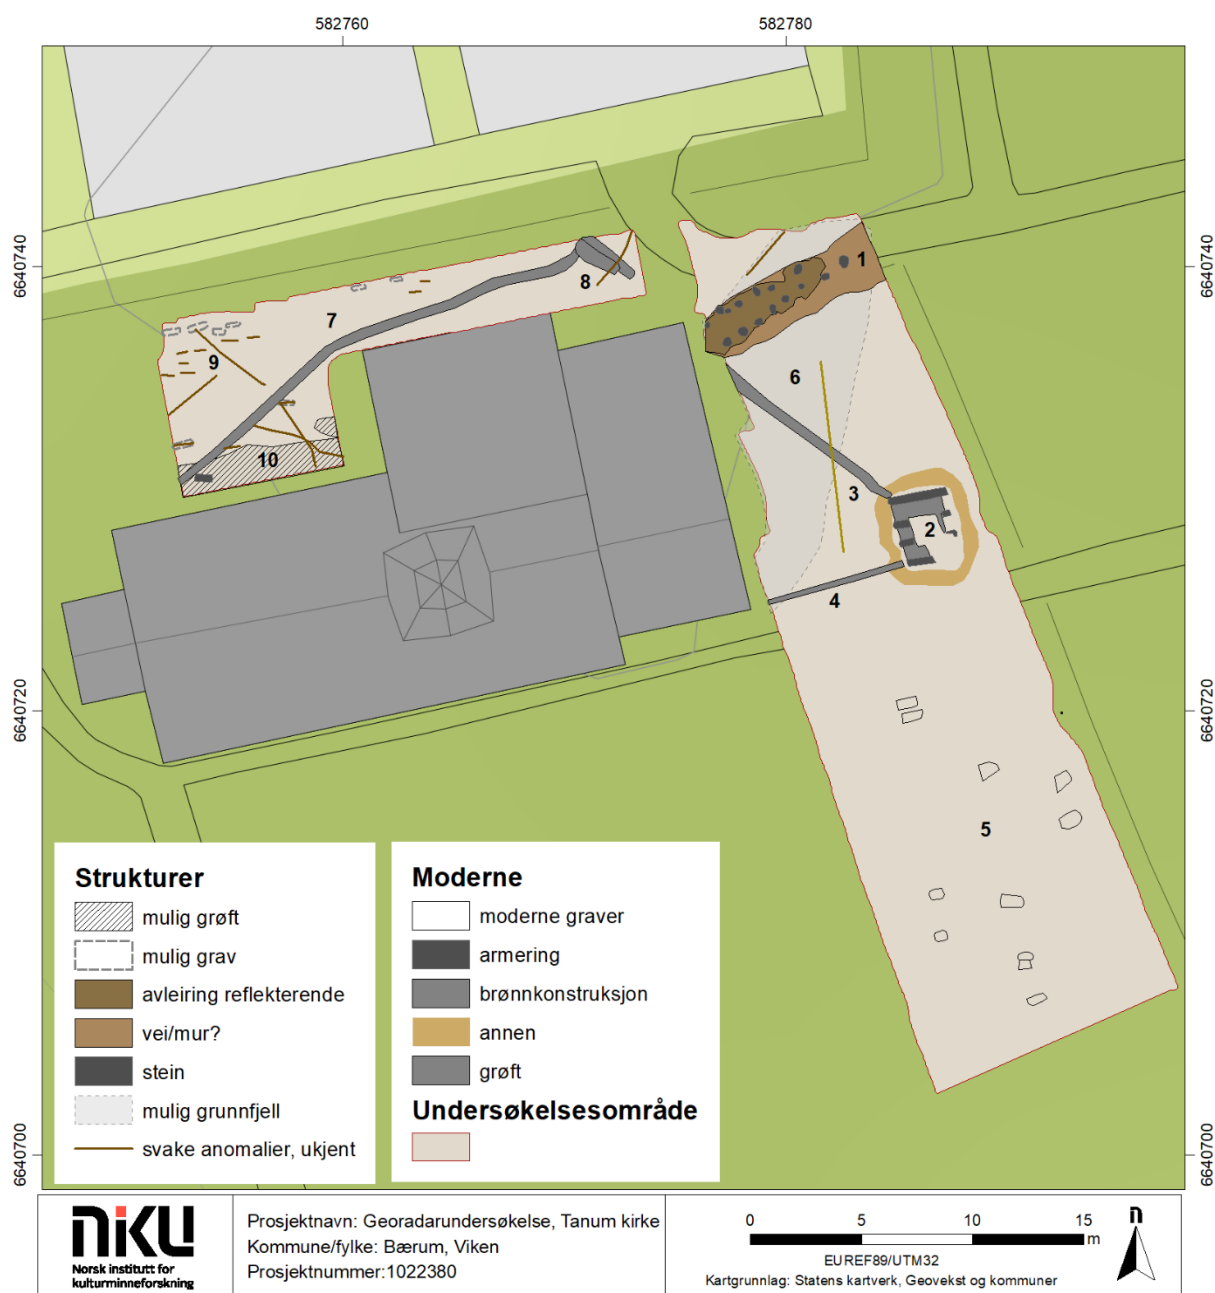 582760
582780
6640740
6640740
1
8
7
9
6
10
3
2
4
6640720
6640720
5
Strukturer
mulig grøft
mulig grav
avleiring reflekterende
vei/mur?
stein
mulig grunnfjell
svake anomalier, ukjent
Moderne
moderne graver
armering
brønnkonstruksjon
annen
grøft
Undersøkelsesområde
6640700
6640700
NIKU
Norsk institutt for
kulturminneforskning
Prosjektnavn: Georadarundersøkelse, Tanum kirke
Kommune/fylke: Bærum, Viken
Prosjektnummer:1022380
0 5 10 15
m
EUREF89/UTM32
Kartgrunnlag: Statens kartverk, Geovekst og kommuner
n